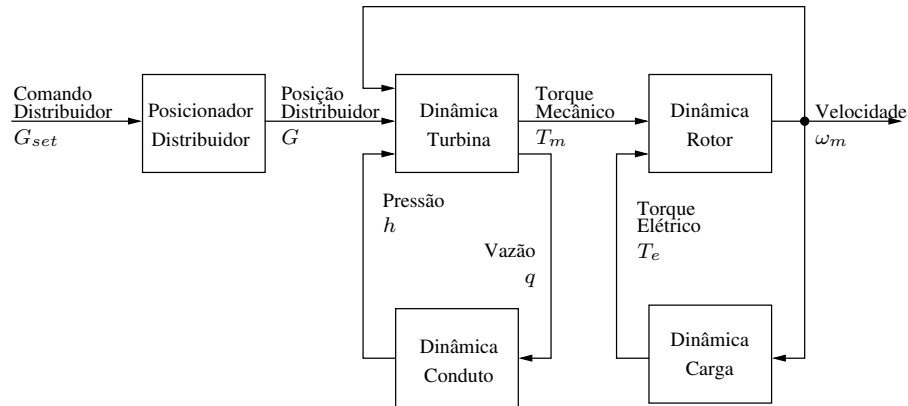 Comando
Distribuidor
G_set
Posicionador
Distribuidor
Posição
Distribuidor
G
Dinâmica
Turbina
Torque
Mecânico
T_m
Dinâmica
Rotor
Velocidade
ω_m
Pressão
h
Vazão
q
Torque
Elétrico
T_e
Dinâmica
Conduto
Dinâmica
Carga